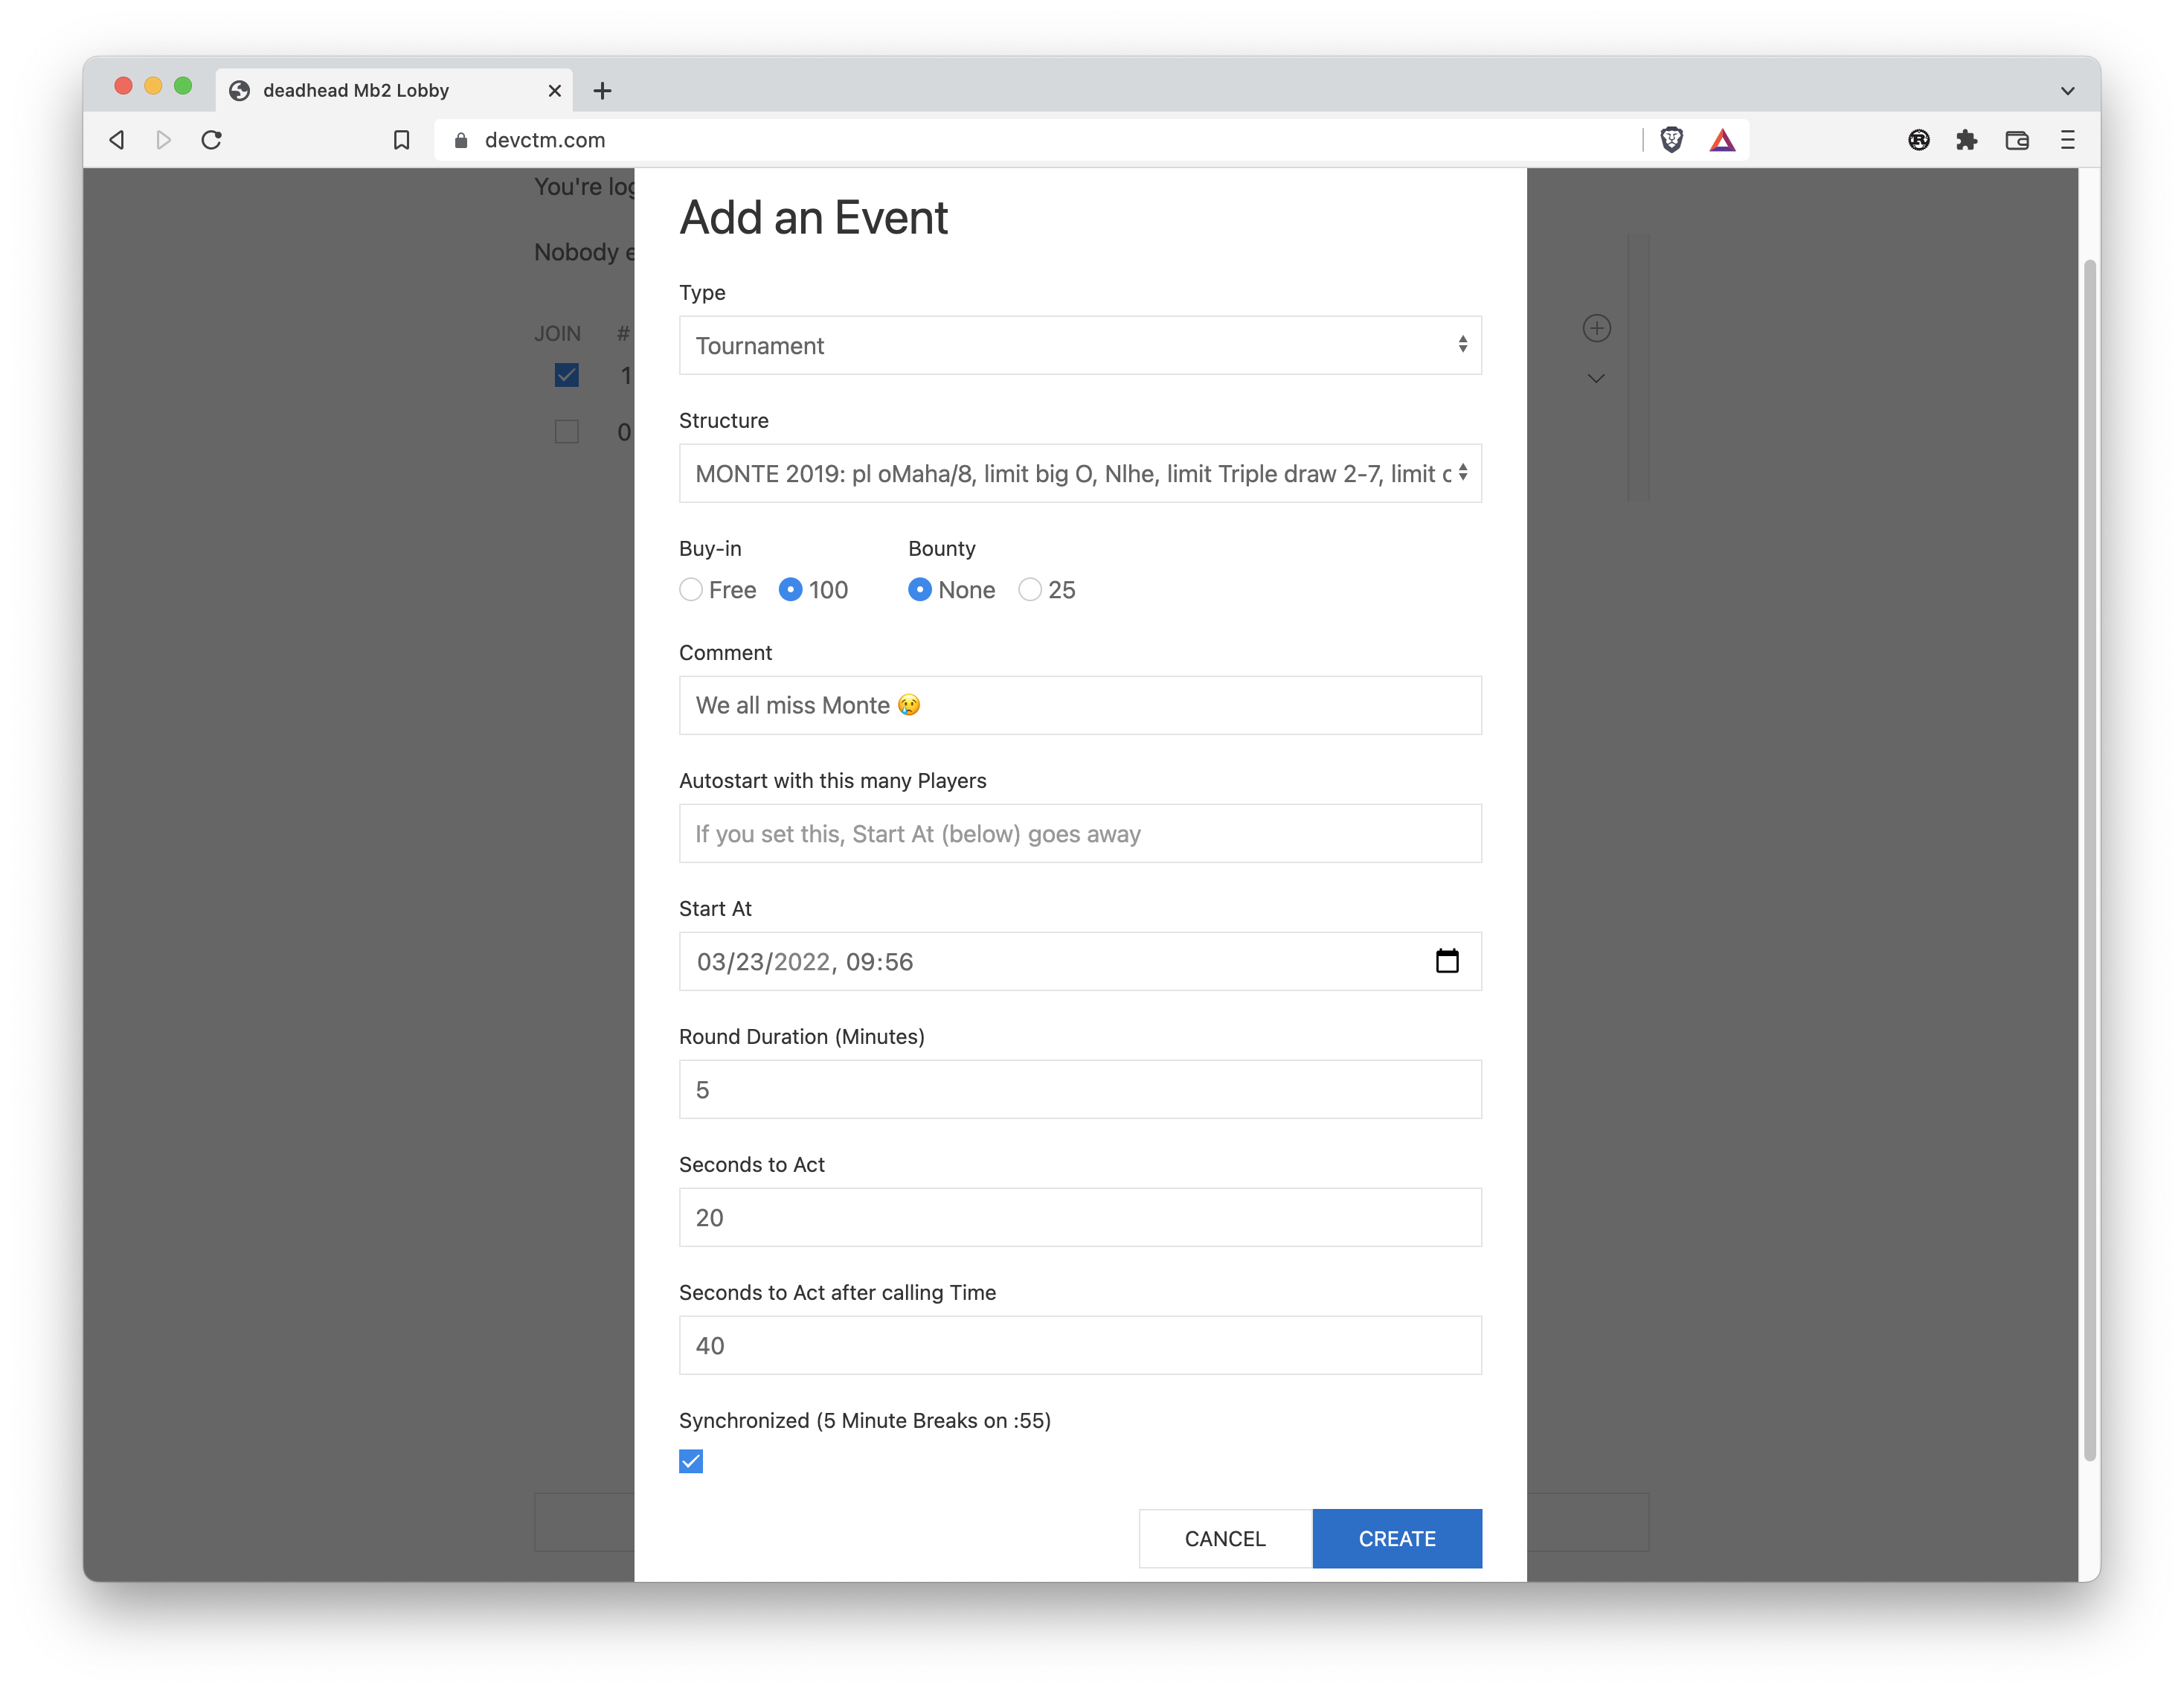 deadhead Mb2 Lobby
devctm.com
You're log
Nobody e
JOIN #
1
0
Add an Event
Type
Tournament
Structure
MONTE 2019: pl oMaha/8, limit big O, Nlhe, limit Triple draw 2-7, limit c
Buy-in Bounty
Free 100 None 25
Comment
We all miss Monte 😢
Autostart with this many Players
If you set this, Start At (below) goes away
Start At
03/23/2022, 09:56
Round Duration (Minutes)
5
Seconds to Act
20
Seconds to Act after calling Time
40
Synchronized (5 Minute Breaks on :55)
CANCEL CREATE